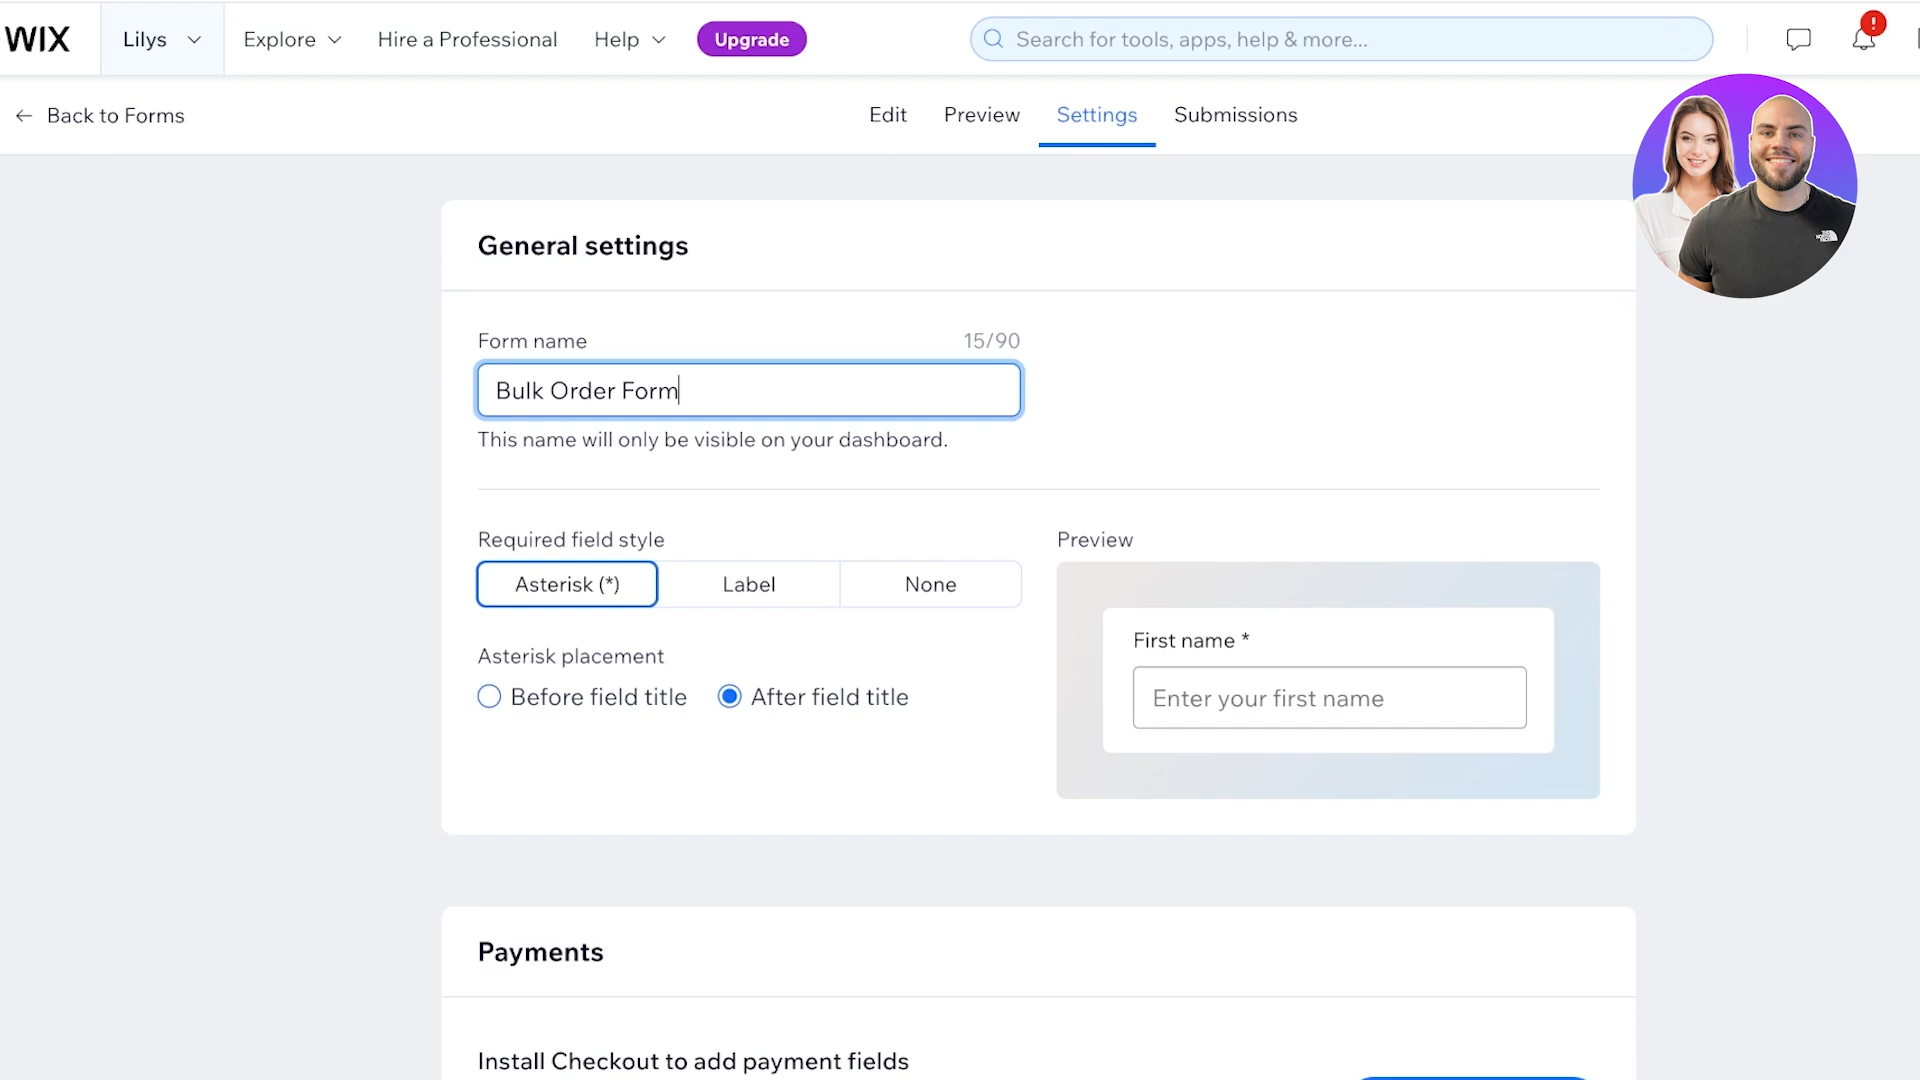 WIX
Lilys
Explore
Hire a Professional
Help
Upgrade
Search for tools, apps, help & more...
!
Back to Forms
Edit
Preview
Settings
Submissions
General settings
Form name
15/90
Bulk Order Form
This name will only be visible on your dashboard.
Required field style
Preview
Asterisk (*)
Label
None
First name *
Asterisk placement
Before field title
After field title
Enter your first name
Payments
Install Checkout to add payment fields